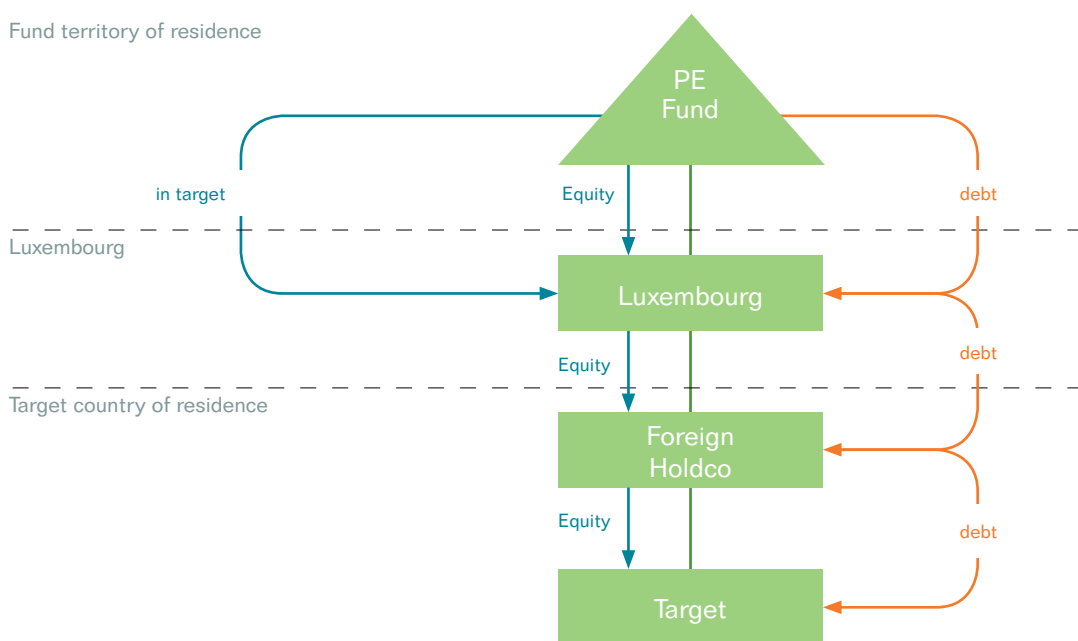 Fund territory of residence
PE
Fund
in target
Equity
debt
Luxembourg
Luxembourg
Equity
debt
Target country of residence
Foreign
Holdco
Equity
debt
Target